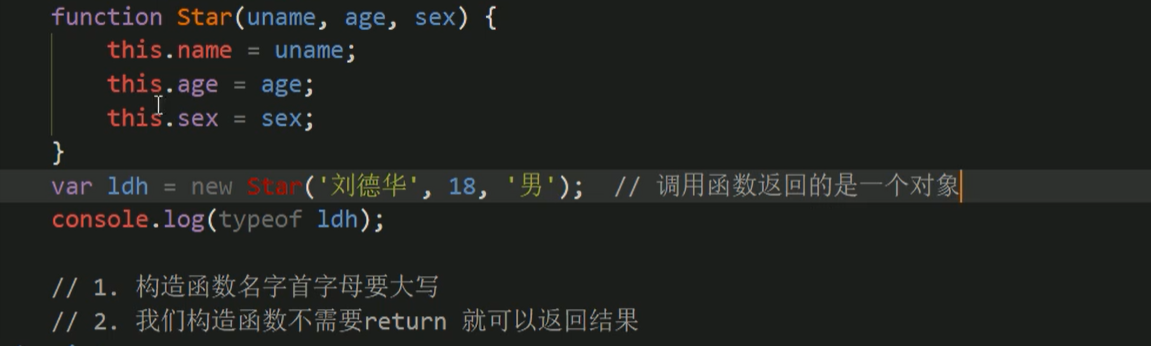 function Star(uname, age, sex) {
this.name = uname;
this.age = age;
this.sex = sex;
}
var ldh = new Star('刘德华', 18, '男');  // 调用函数返回的是一个对象
console.log(typeof ldh);
// 1. 构造函数名字首字母要大写
// 2. 我们构造函数不需要return 就可以返回结果